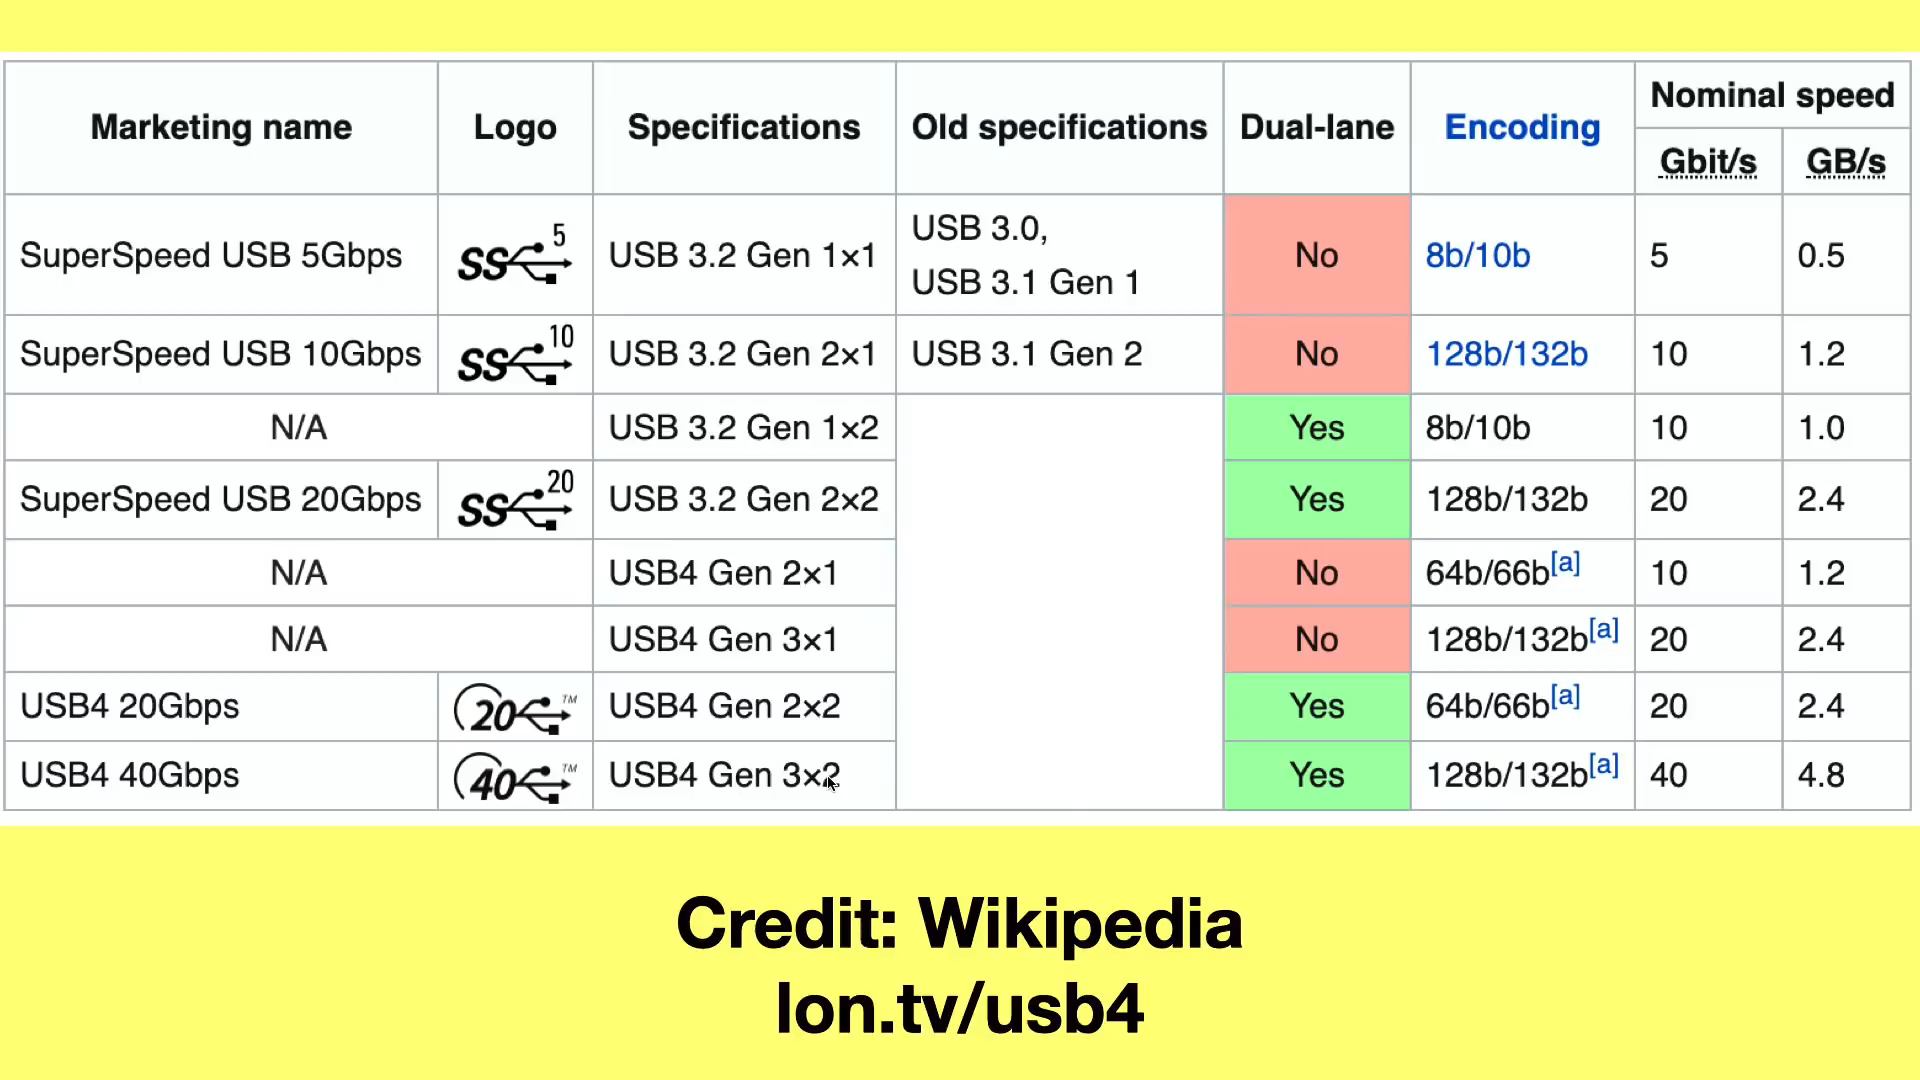 Marketing name Logo Specifications Old specifications Dual-lane Encoding Nominal speed
Gbit/s GB/s
SuperSpeed USB 5Gbps SS 5 USB 3.2 Gen 1×1 USB 3.0, USB 3.1 Gen 1 No 8b/10b 5 0.5
SuperSpeed USB 10Gbps SS 10 USB 3.2 Gen 2×1 USB 3.1 Gen 2 No 128b/132b 10 1.2
N/A USB 3.2 Gen 1×2 Yes 8b/10b 10 1.0
SuperSpeed USB 20Gbps SS 20 USB 3.2 Gen 2×2 Yes 128b/132b 20 2.4
N/A USB4 Gen 2×1 No 64b/66b[a] 10 1.2
N/A USB4 Gen 3×1 No 128b/132b[a] 20 2.4
USB4 20Gbps 20 ™ USB4 Gen 2×2 Yes 64b/66b[a] 20 2.4
USB4 40Gbps 40 ™ USB4 Gen 3×2 Yes 128b/132b[a] 40 4.8
Credit: Wikipedia
lon.tv/usb4